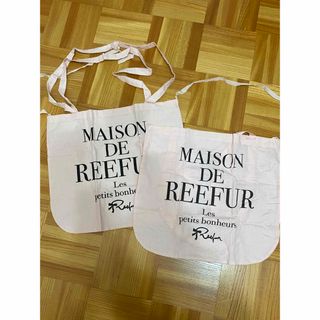 MAISON
DE
REEFUR
Les
petits bonheurs
Reefur
MAISON
DE
REEFUR
Les
petits bonheurs
Reefur